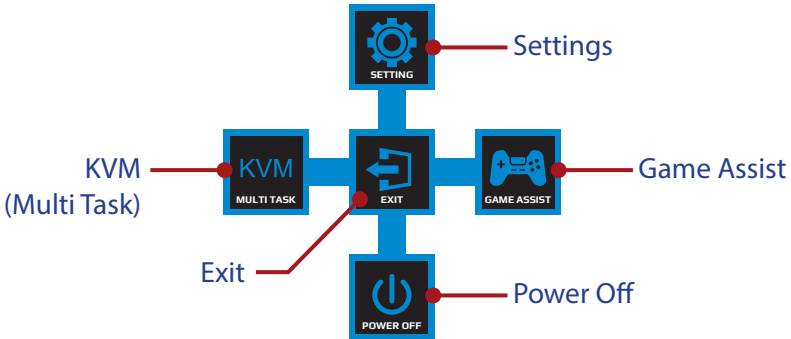 SETTING
Settings
KVM
(Multi Task)
KVM
MULTI TASK
EXIT
GAME ASSIST
Game Assist
Exit
POWER OFF
Power Off